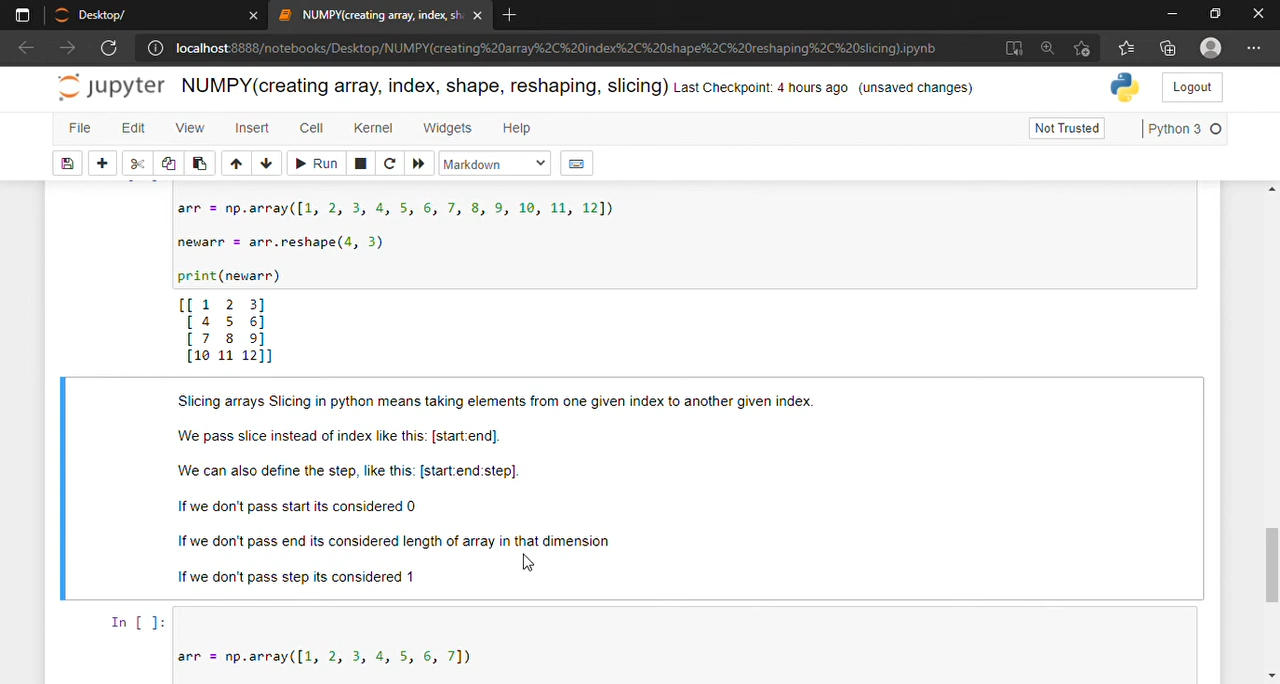 Desktop/
NUMPY(creating array, index, sh
localhost:8888/notebooks/Desktop/NUMPY(creating%20array%2C%20index%2C%20shape%2C%20reshaping%2C%20slicing).ipynb
jupyter NUMPY(creating array, index, shape, reshaping, slicing) Last Checkpoint: 4 hours ago (unsaved changes) Logout
File Edit View Insert Cell Kernel Widgets Help Not Trusted Python 3
Run Markdown
arr = np.array([1, 2, 3, 4, 5, 6, 7, 8, 9, 10, 11, 12])
newarr = arr.reshape(4, 3)
print(newarr)
[[ 1 2 3]
[ 4 5 6]
[ 7 8 9]
[10 11 12]]
Slicing arrays Slicing in python means taking elements from one given index to another given index.
We pass slice instead of index like this: [start:end].
We can also define the step, like this: [start:end:step].
If we don't pass start its considered 0
If we don't pass end its considered length of array in that dimension
If we don't pass step its considered 1
In [ ]:
arr = np.array([1, 2, 3, 4, 5, 6, 7])